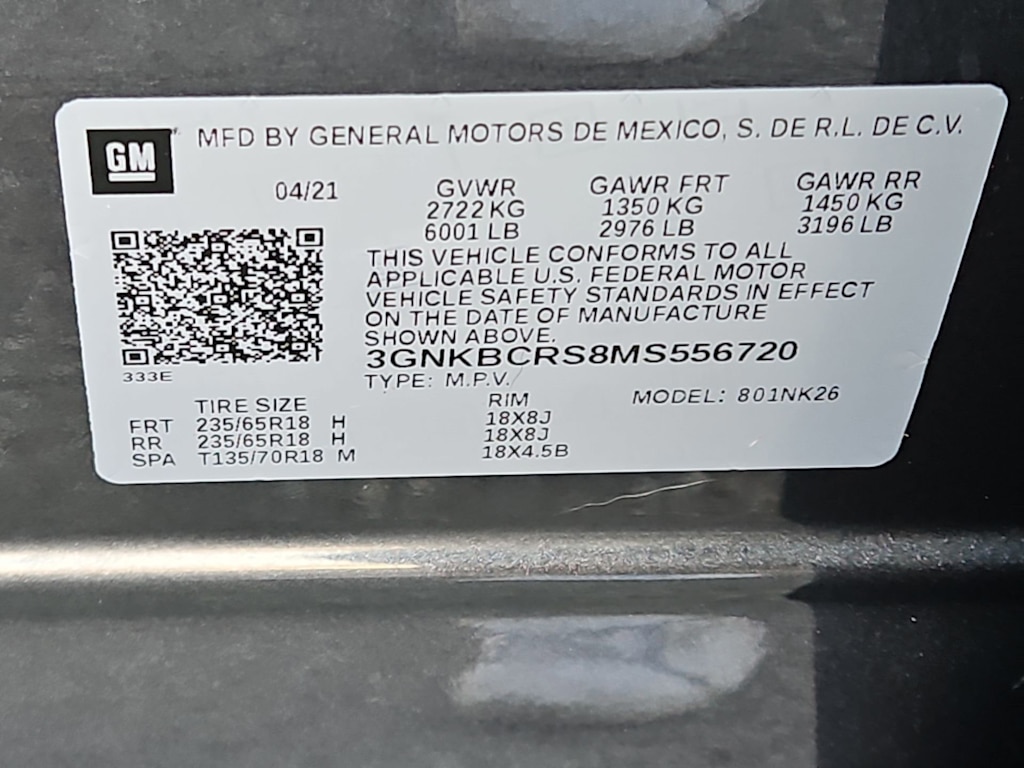 GM MFD BY GENERAL MOTORS DE MEXICO, S. DE R.L. DE C.V.
04/21 GVWR GAWR FRT GAWR RR
2722 KG 1350 KG 1450 KG
6001 LB 2976 LB 3196 LB
THIS VEHICLE CONFORMS TO ALL
APPLICABLE U.S. FEDERAL MOTOR
VEHICLE SAFETY STANDARDS IN EFFECT
ON THE DATE OF MANUFACTURE
SHOWN ABOVE.
3GNKBCRS8MS556720
333E TYPE: M.P.V.
MODEL: 801NK26
TIRE SIZE RIM
FRT 235/65R18 H 18X8J
RR 235/65R18 H 18X8J
SPA T135/70R18 M 18X4.5B